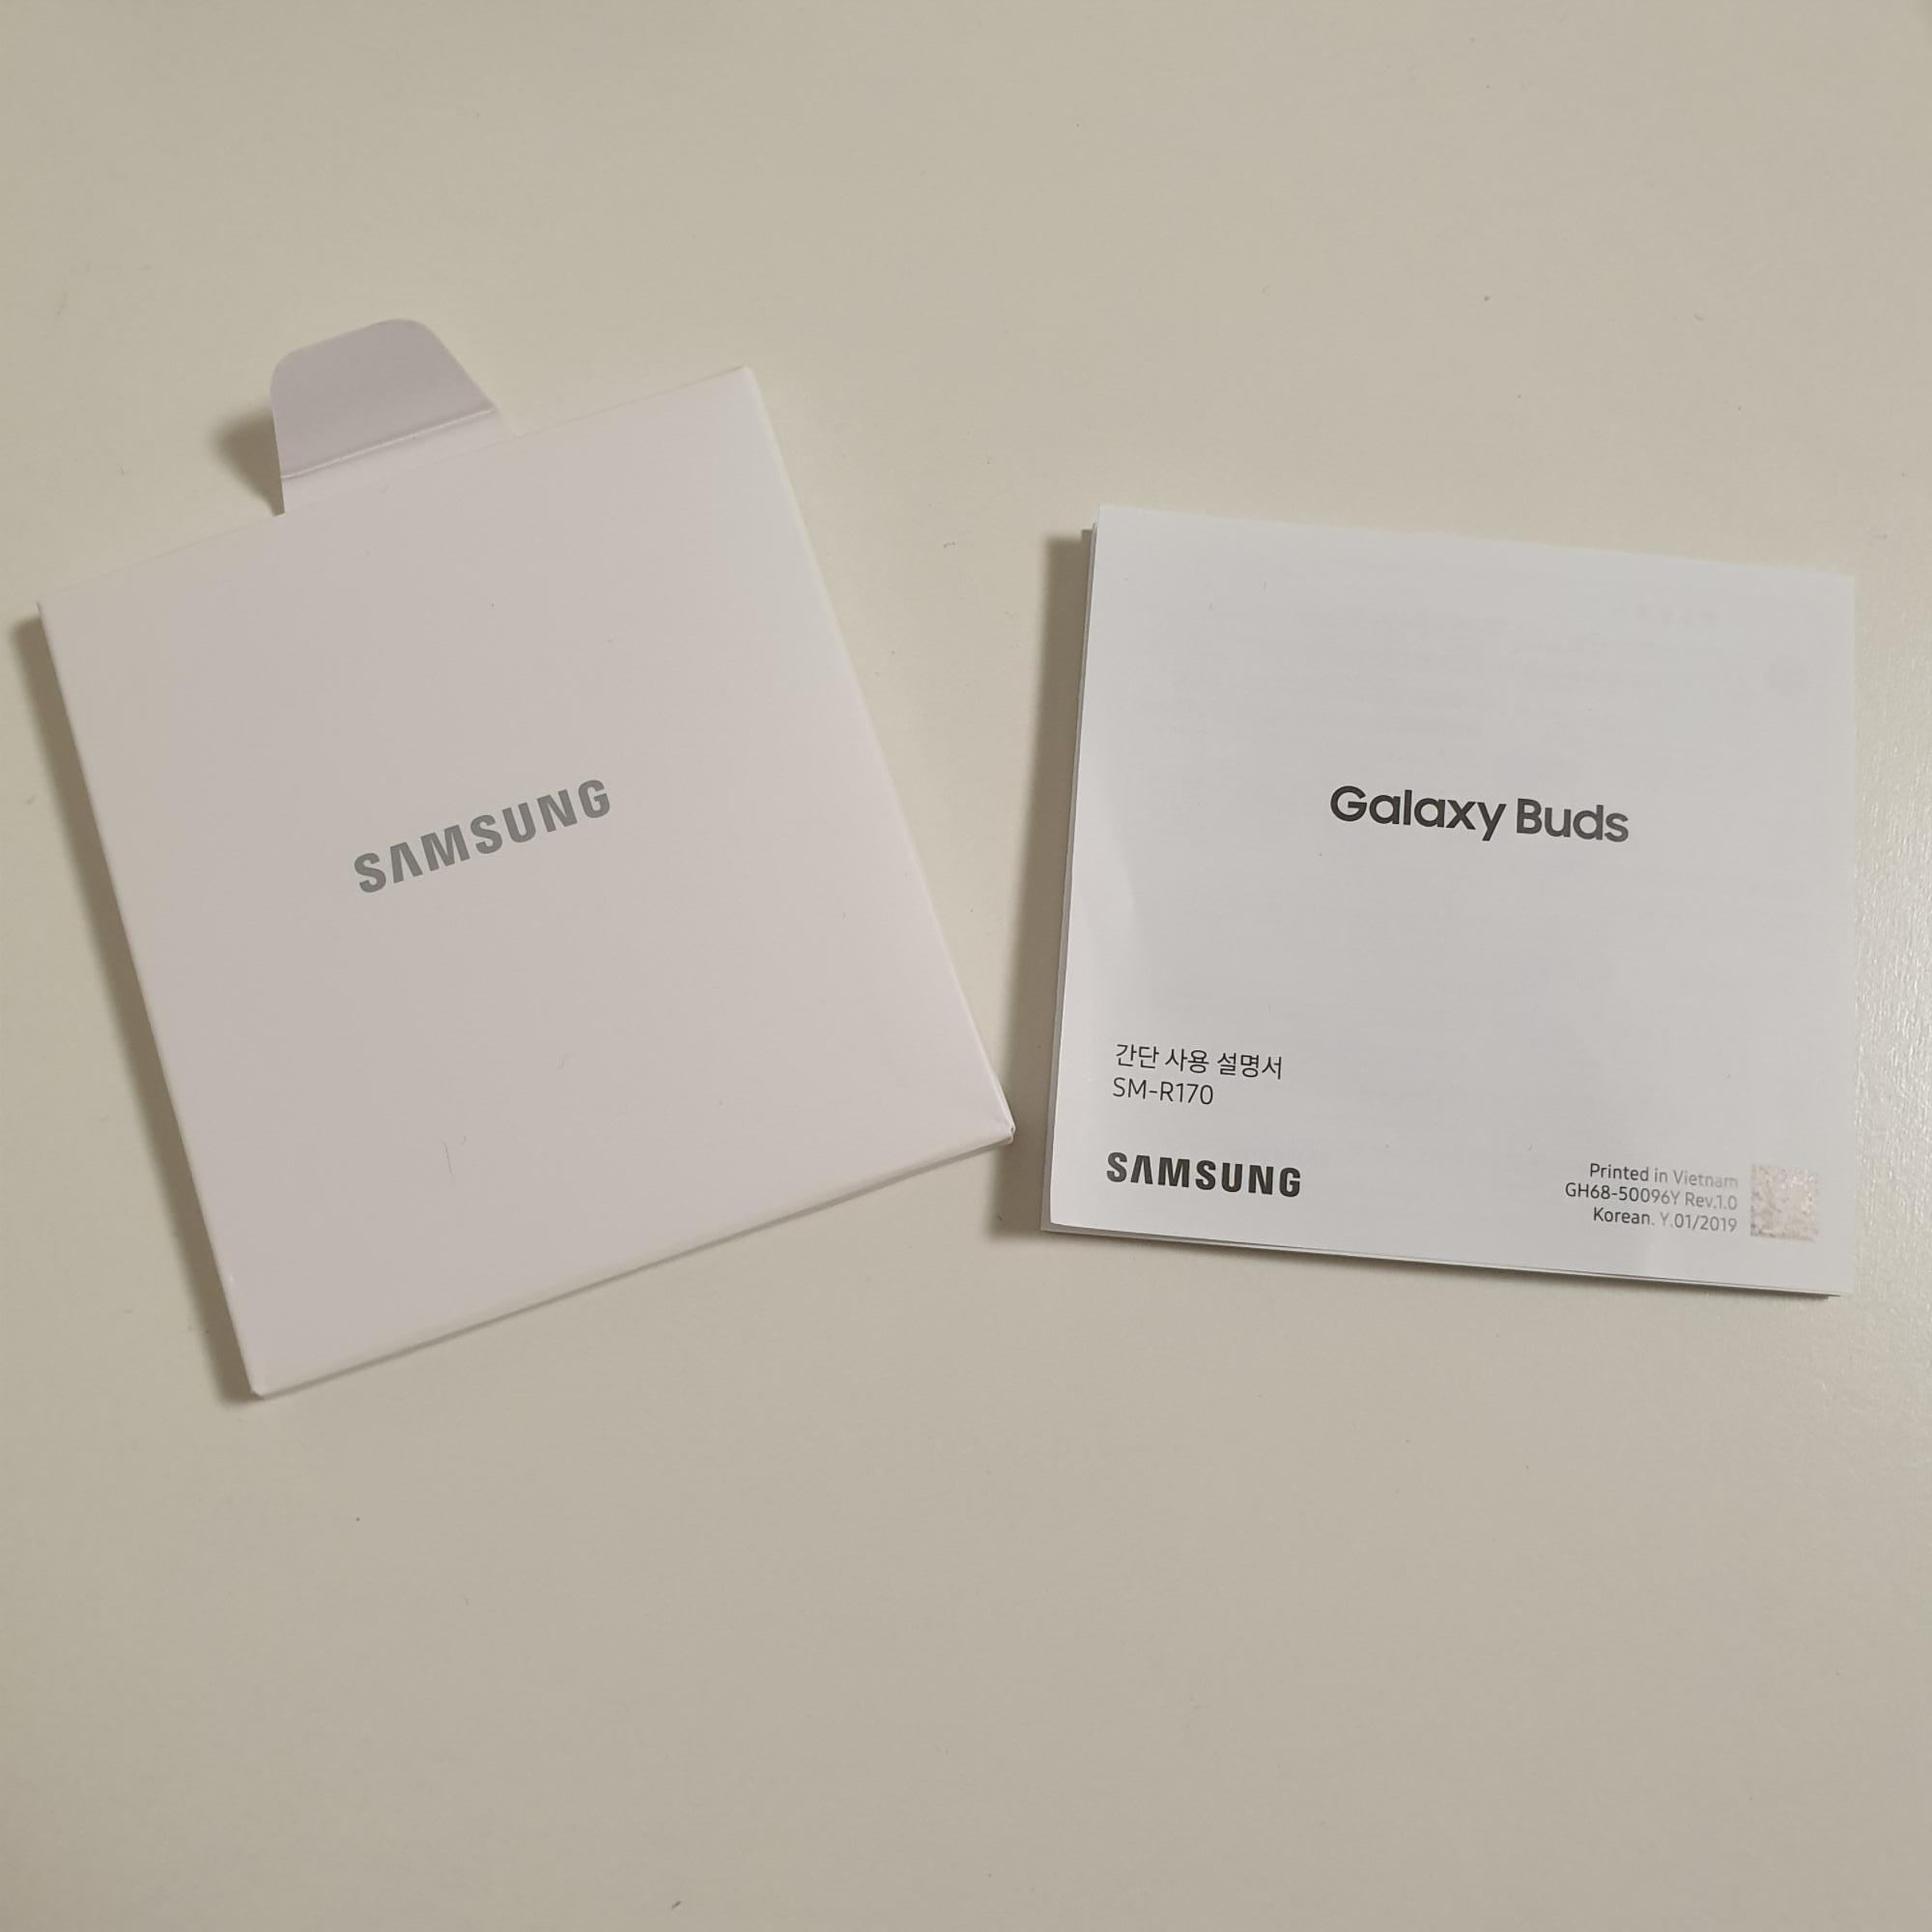 SAMSUNG
Galaxy Buds
간단 사용 설명서
SM-R170
SAMSUNG
Printed in Vietnam
GH68-50096Y Rev.1.0
Korean. Y.01/2019